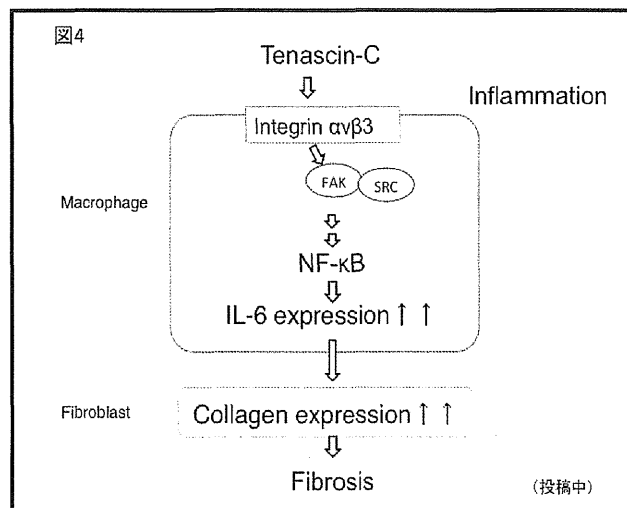 図4
Tenascin-C
Inflammation
Integrin αvβ3
FAK
SRC
Macrophage
NF-κB
IL-6 expression ↑ ↑
Fibroblast
Collagen expression ↑ ↑
Fibrosis
(投稿中)